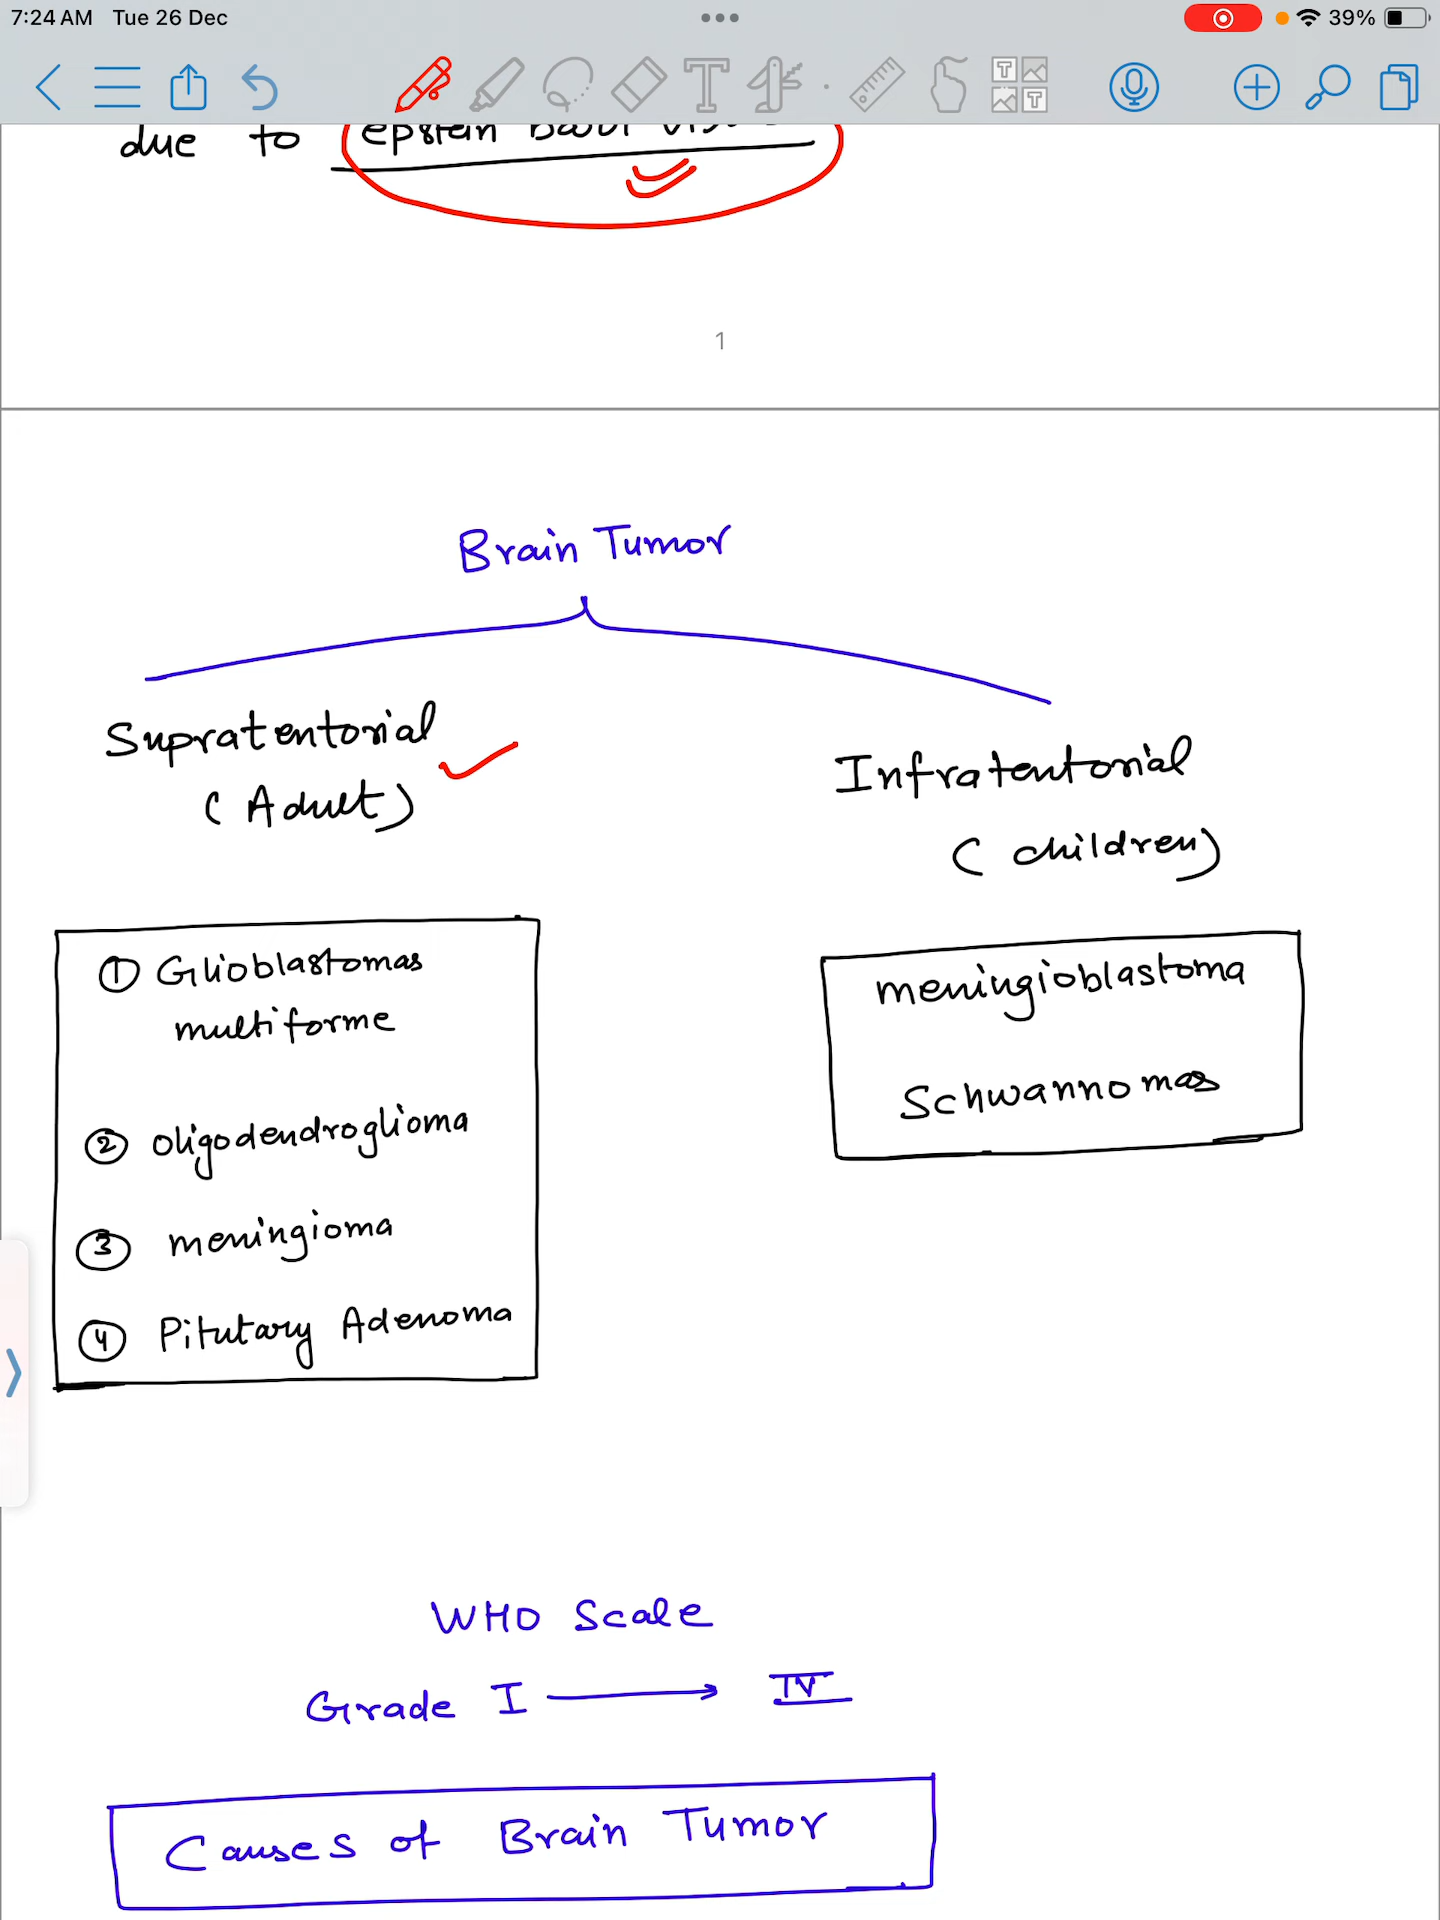 7:24 AM Tue 26 Dec
39%
due to epstein
1
Brain Tumor
Supratentorial
(Adult)
Infratentorial
(children)
① Glioblastomas
multiforme
② oligodendroglioma
③ meningioma
④ Pitutary Adenoma
meningioblastoma
Schwannomas
WHO Scale
Grade I → IV
Causes of Brain Tumor